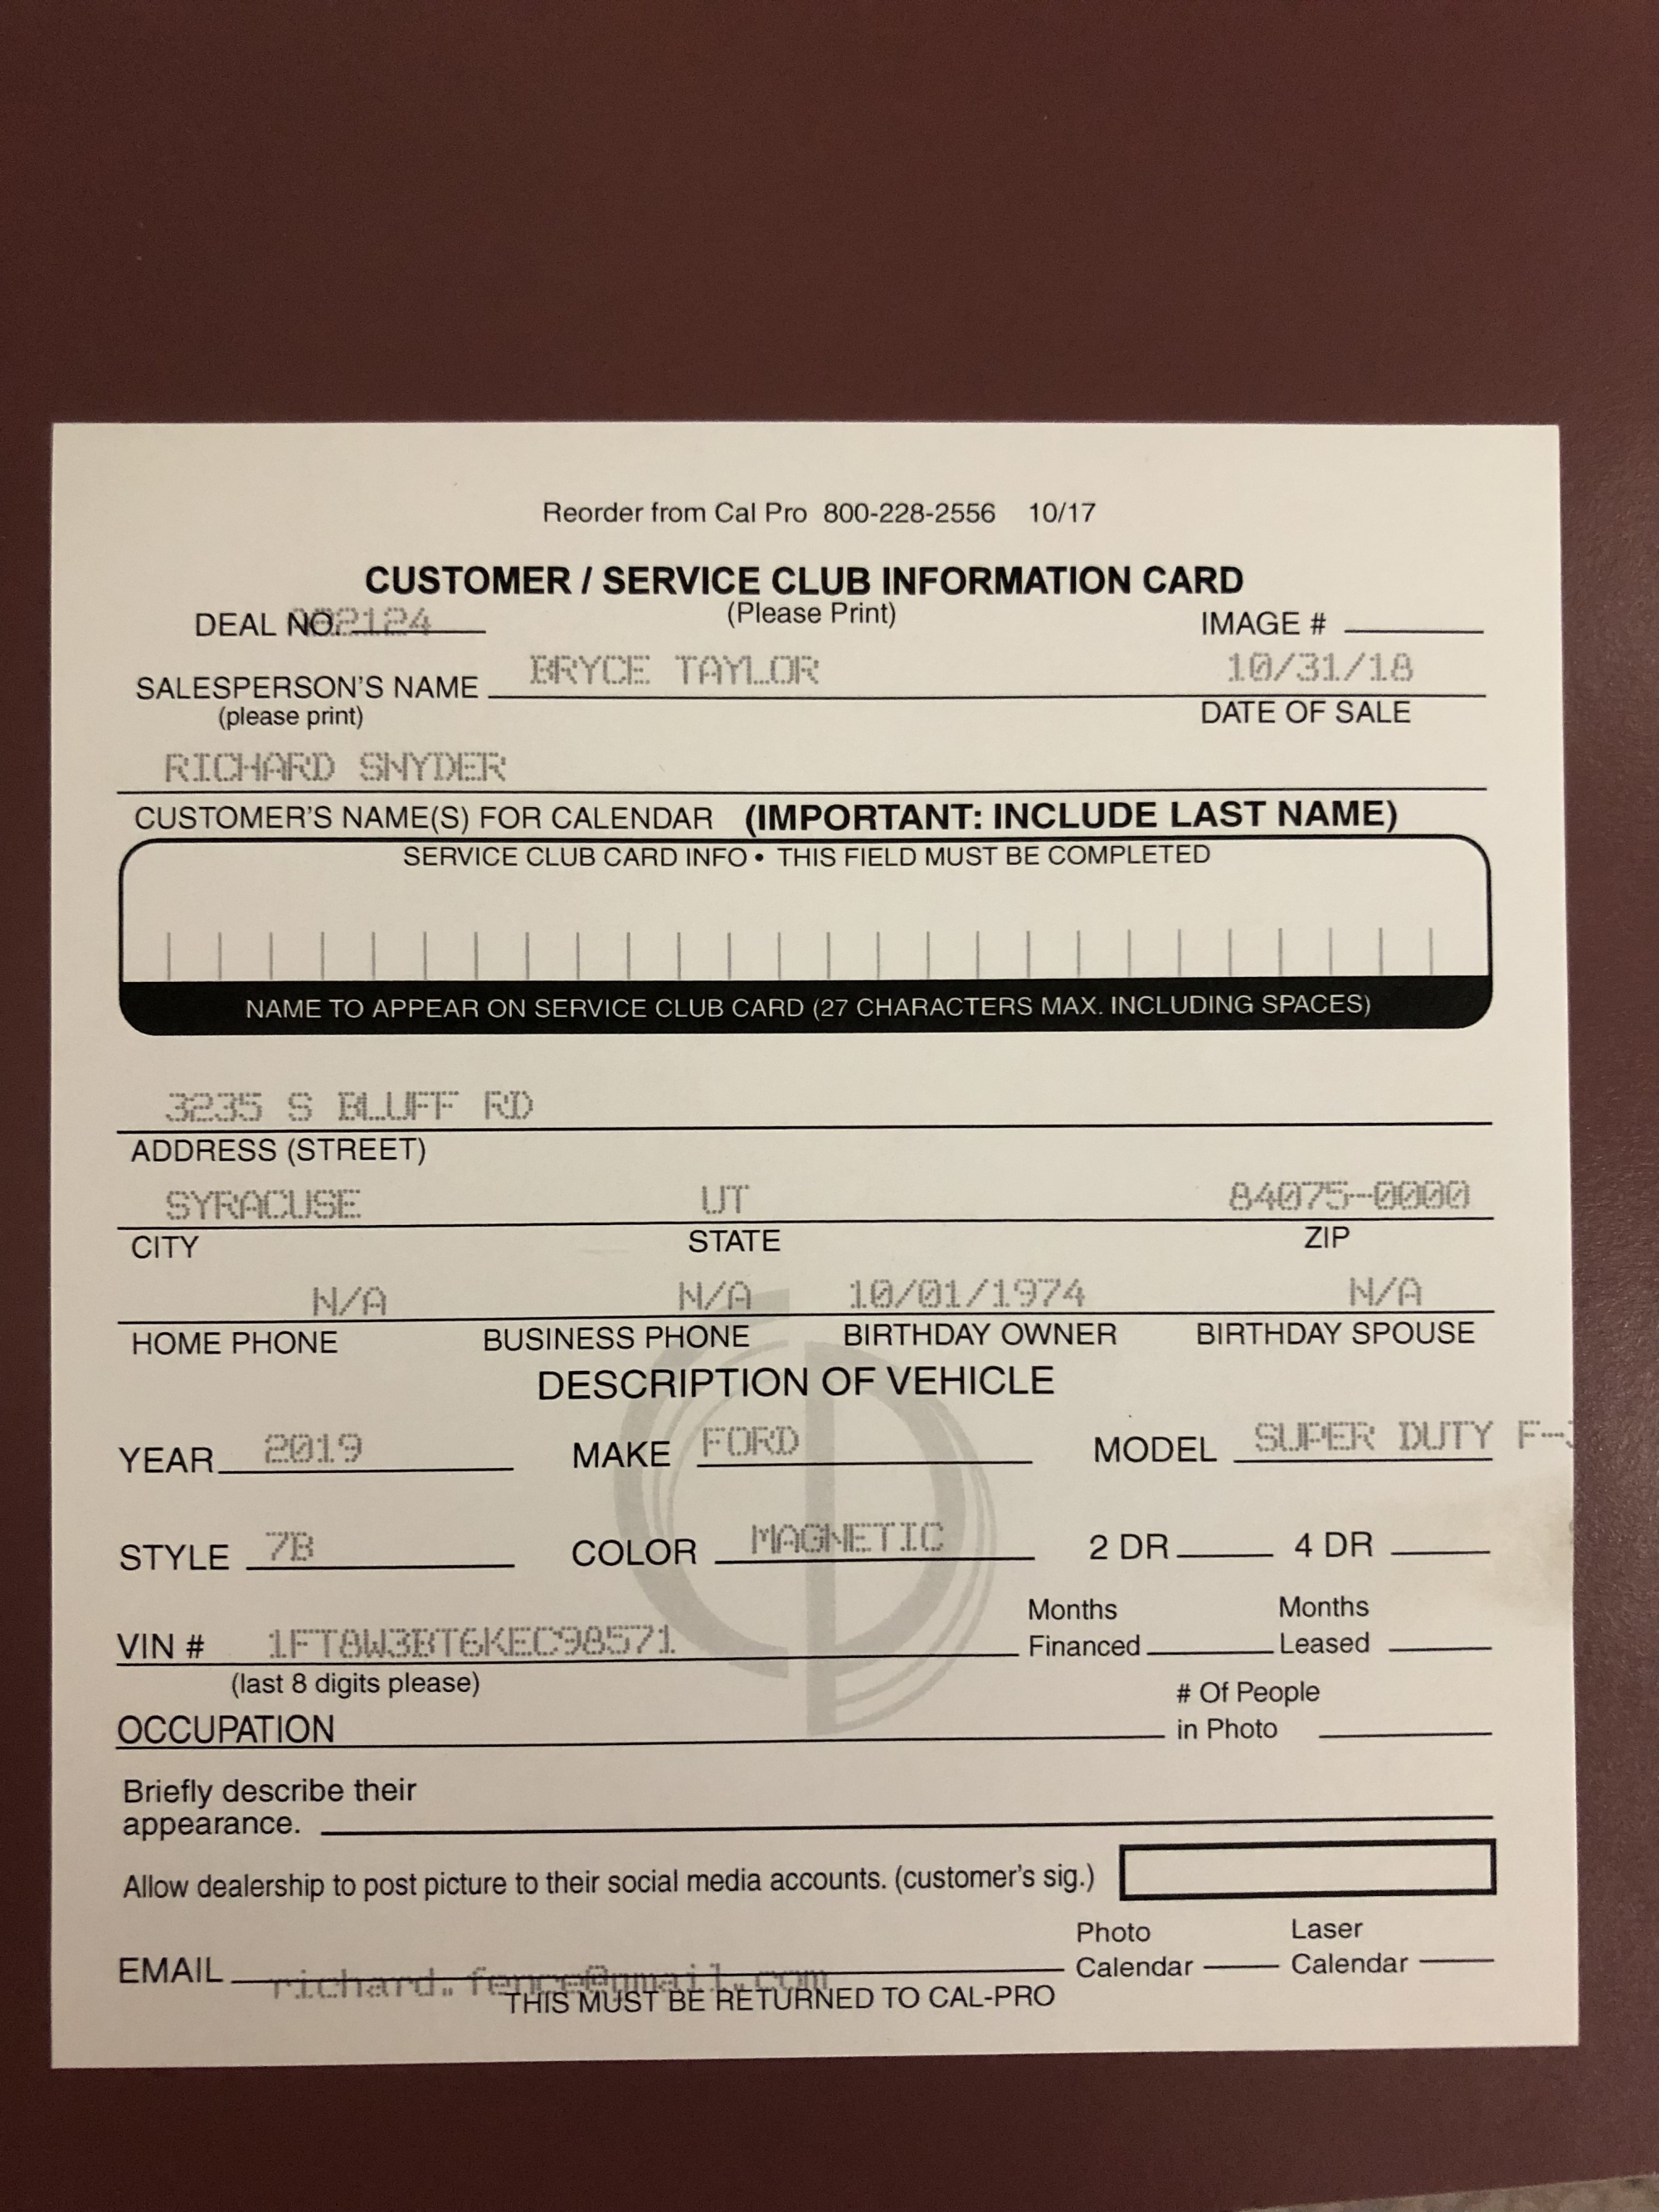 Reorder from Cal Pro 800-228-2556 10/17
CUSTOMER / SERVICE CLUB INFORMATION CARD
(Please Print)
DEAL NO. 2124 IMAGE #
SALESPERSON'S NAME BRYCE TAYLOR 10/31/18
(please print) DATE OF SALE
RICHARD SNYDER
CUSTOMER'S NAME(S) FOR CALENDAR (IMPORTANT: INCLUDE LAST NAME)
SERVICE CLUB CARD INFO • THIS FIELD MUST BE COMPLETED
NAME TO APPEAR ON SERVICE CLUB CARD (27 CHARACTERS MAX. INCLUDING SPACES)
3235 S BLUFF RD
ADDRESS (STREET)
SYRACUSE UT 84075-0000
CITY STATE ZIP
N/A N/A 10/01/1974 N/A
HOME PHONE BUSINESS PHONE BIRTHDAY OWNER BIRTHDAY SPOUSE
DESCRIPTION OF VEHICLE
YEAR 2019 MAKE FORD MODEL SUPER DUTY F-
STYLE 7B COLOR MAGNETIC 2 DR 4 DR
Months Months
VIN # 1FT8W3BT6KEC98571 Financed Leased
(last 8 digits please)
# Of People
OCCUPATION in Photo
Briefly describe their
appearance.
Allow dealership to post picture to their social media accounts. (customer's sig.)
Photo Laser
EMAIL richard.fence@gmail.com Calendar Calendar
THIS MUST BE RETURNED TO CAL-PRO